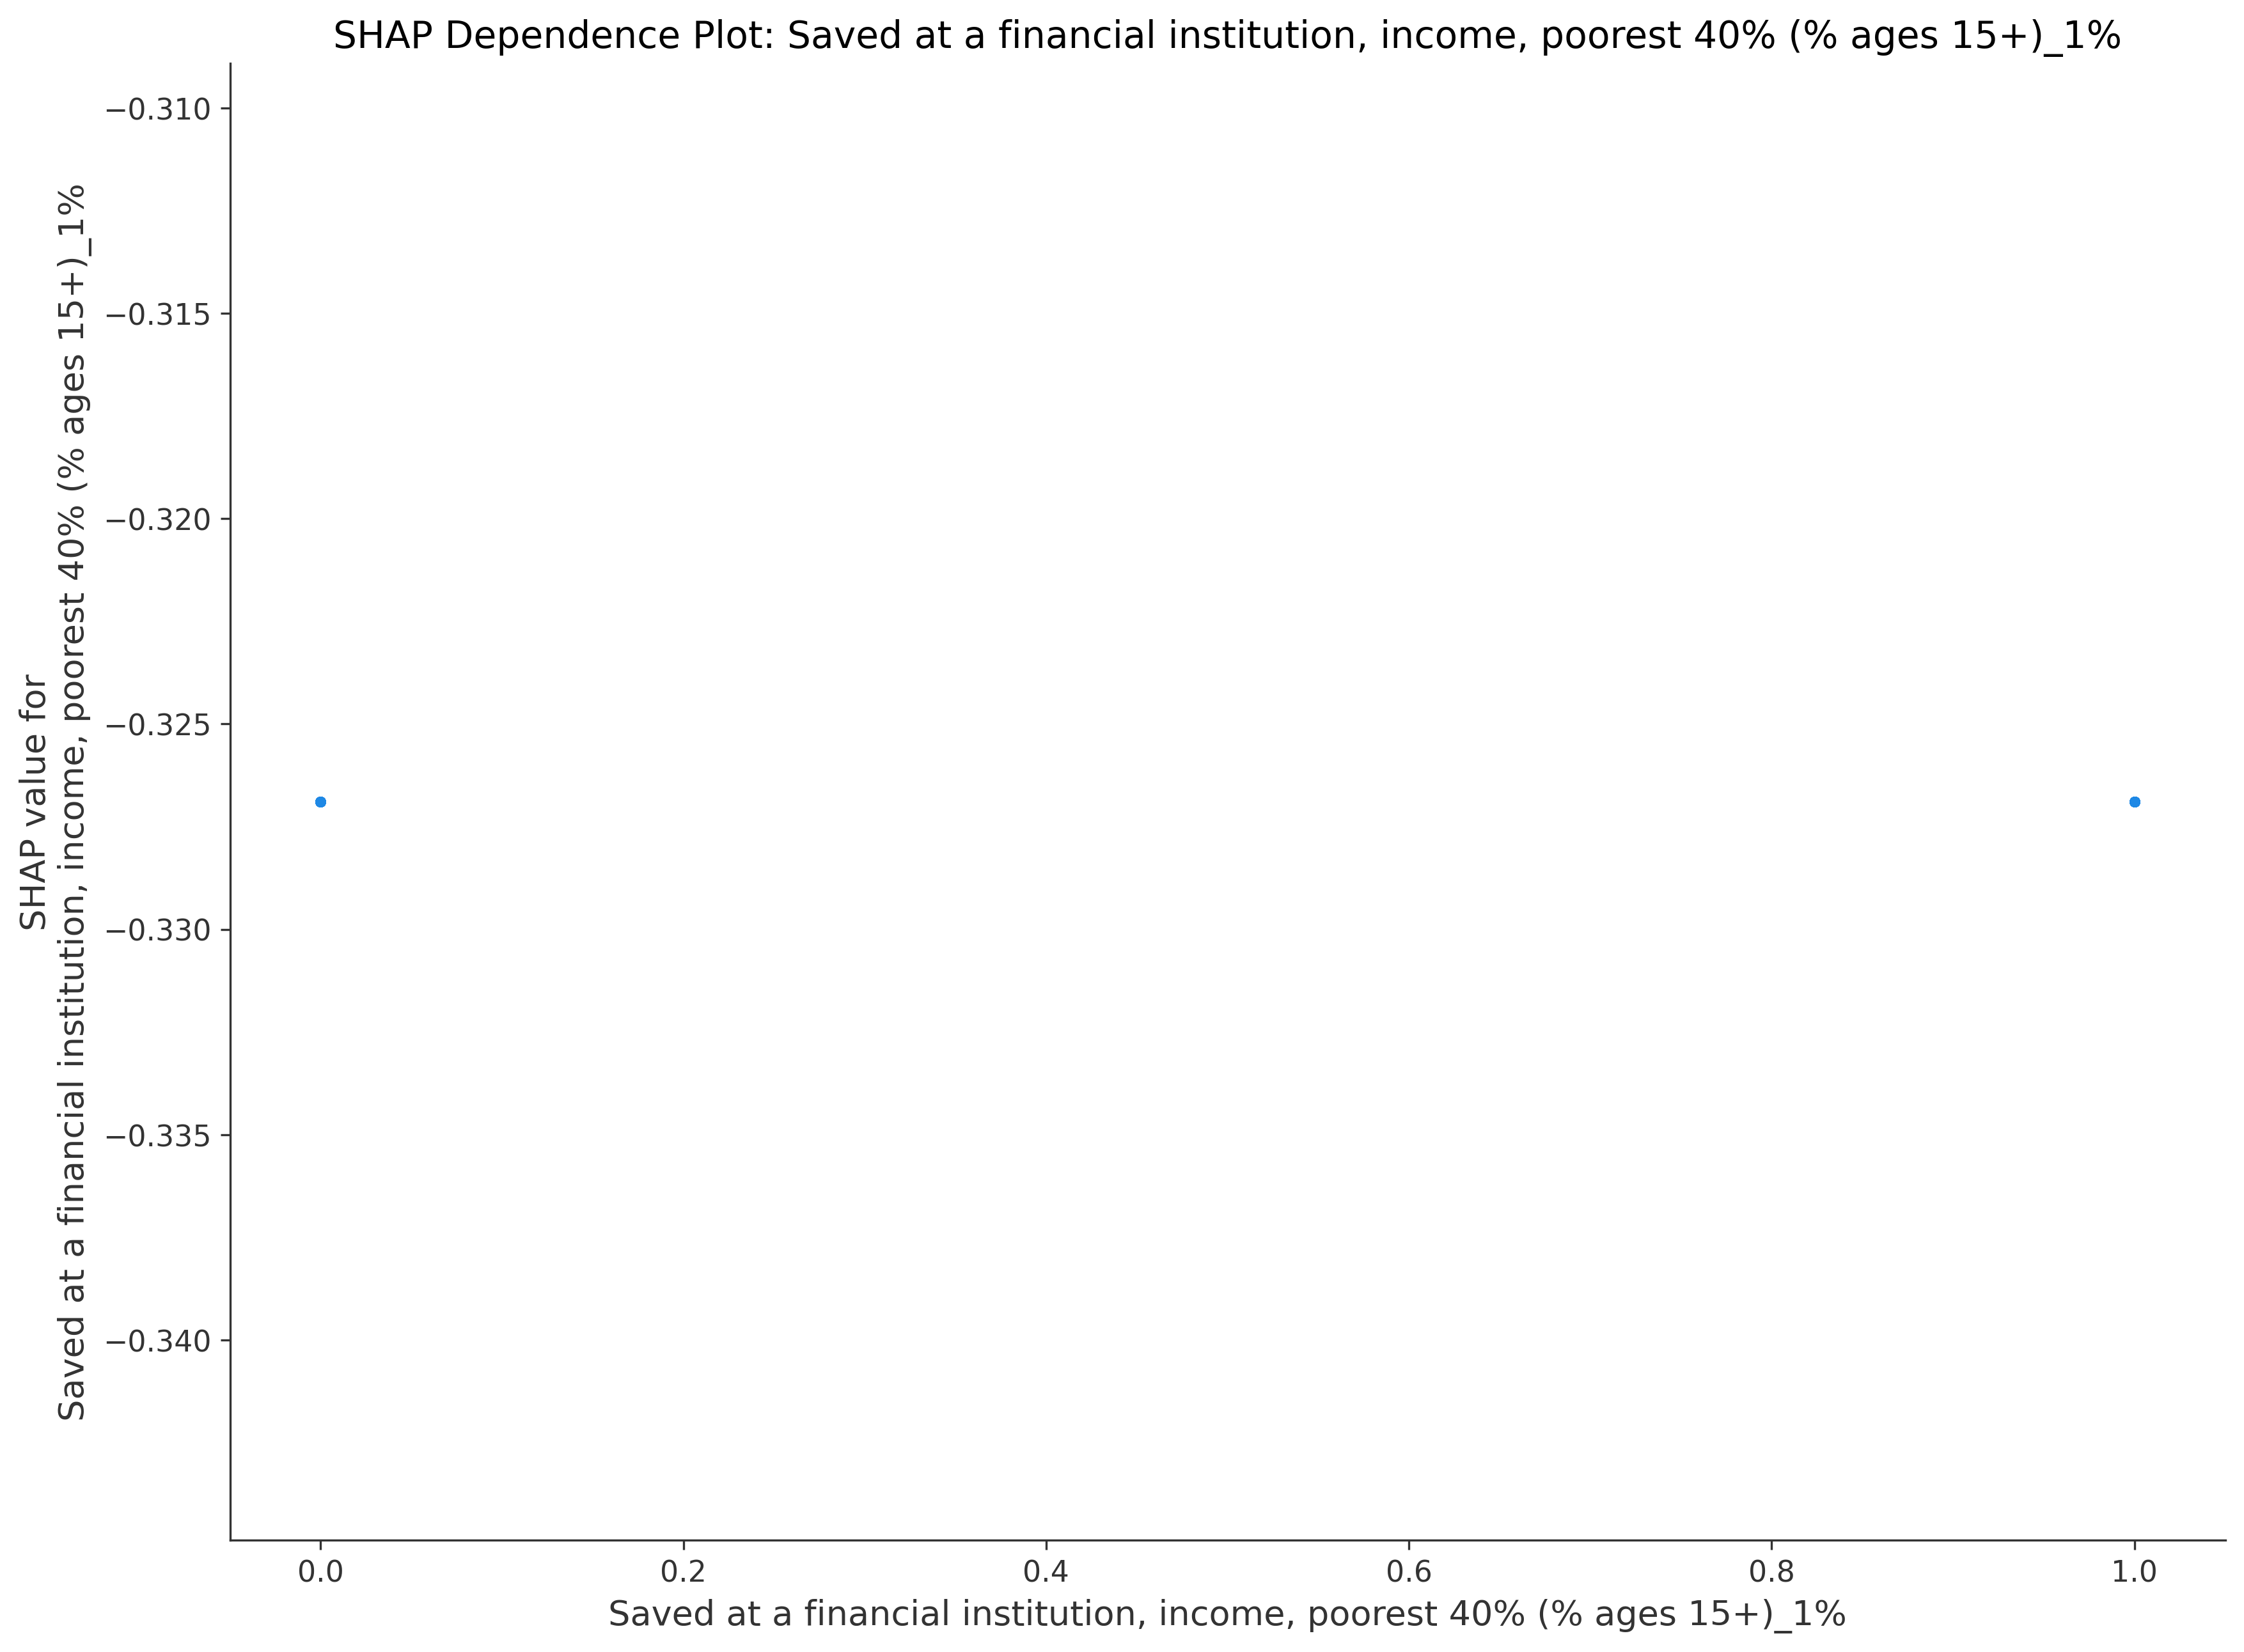 SHAP Dependence Plot: Saved at a financial institution, income, poorest 40% (% ages 15+)_1%
SHAP value for
Saved at a financial institution, income, poorest 40% (% ages 15+)_1%
−0.310
−0.315
−0.320
−0.325
−0.330
−0.335
−0.340
0.0 0.2 0.4 0.6 0.8 1.0
Saved at a financial institution, income, poorest 40% (% ages 15+)_1%